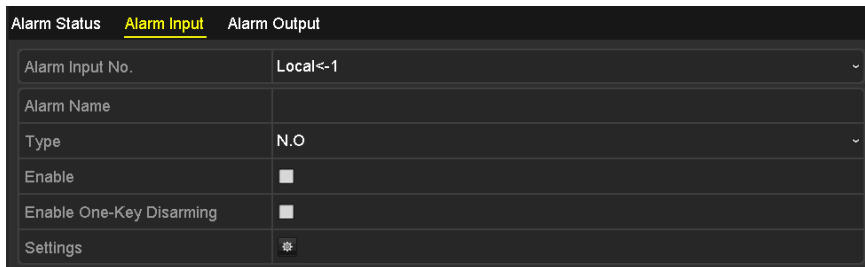 Alarm Status Alarm Input Alarm Output
Alarm Input No. Local<-1
Alarm Name
Type N.O
Enable
Enable One-Key Disarming
Settings